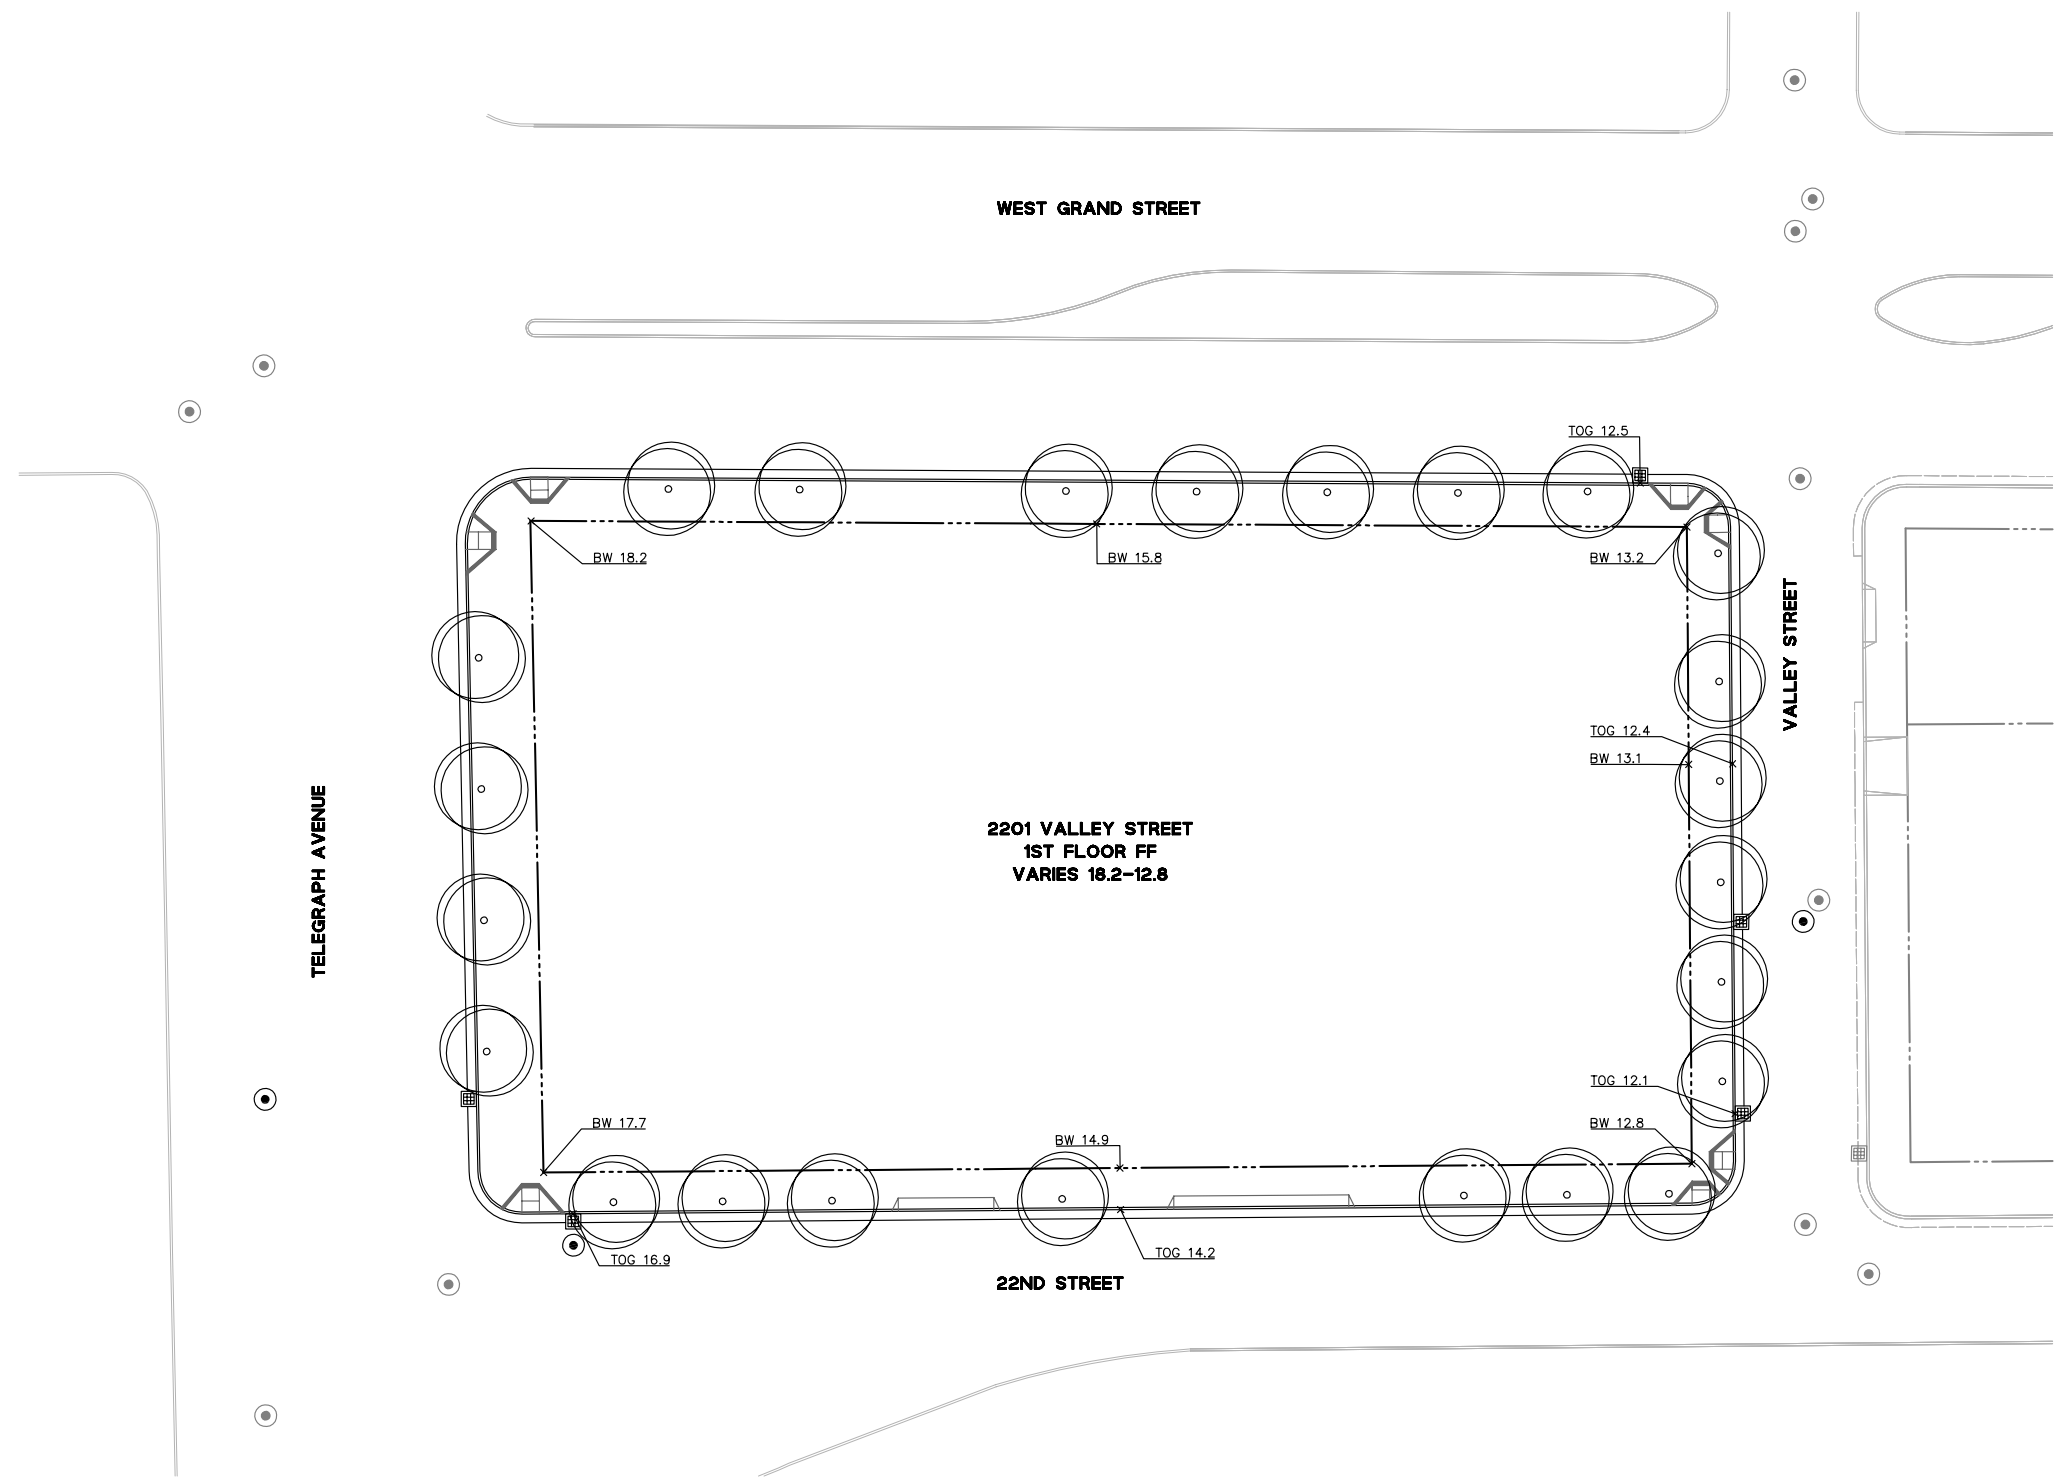 WEST GRAND STREET
TOG 12.5
BW 18.2
BW 15.8
BW 13.2
VALLEY STREET
TOG 12.4
BW 13.1
TELEGRAPH AVENUE
2201 VALLEY STREET
1ST FLOOR FF
VARIES 18.2-12.8
TOG 12.1
BW 17.7
BW 14.9
BW 12.8
TOG 16.9
TOG 14.2
22ND STREET